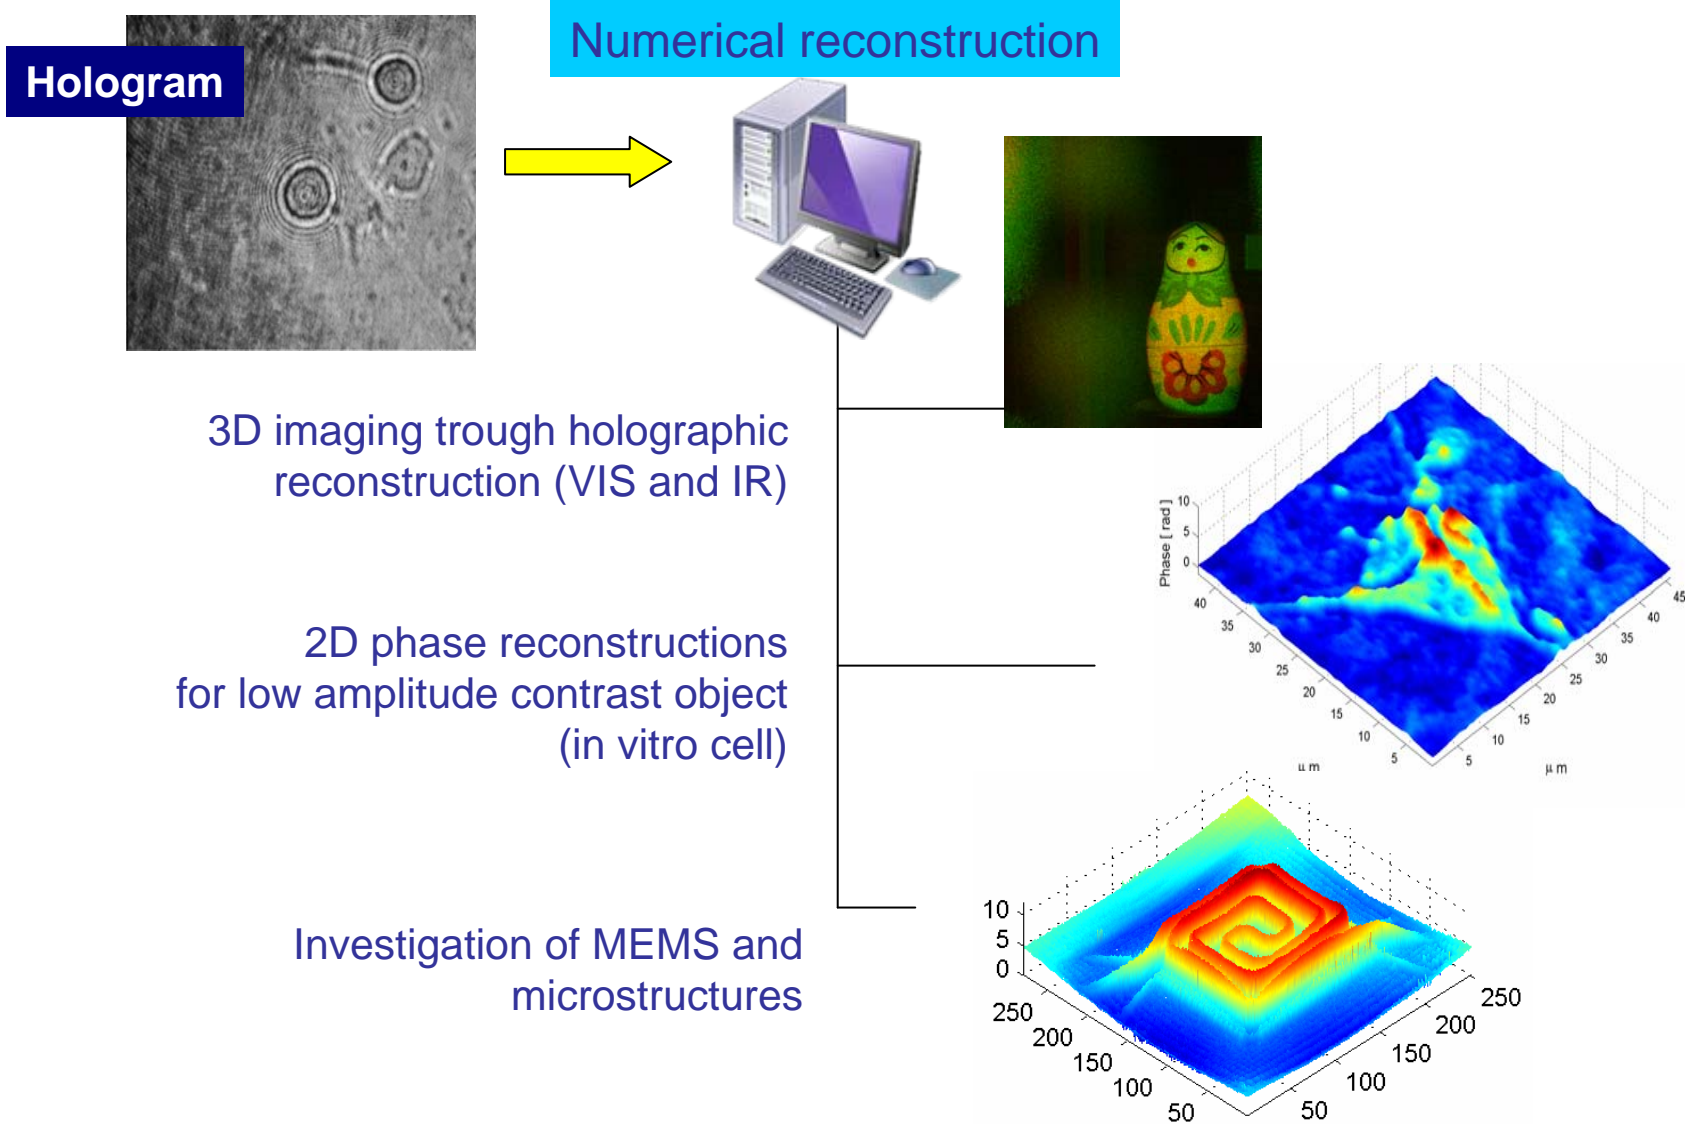 Numerical reconstruction
Hologram
3D imaging trough holographic
reconstruction (VIS and IR)
2D phase reconstructions
for low amplitude contrast object
(in vitro cell)
Investigation of MEMS and
microstructures
Phase [ rad ]
10
5
0
40
35
30
25
20
15
10
5
μ m
5
10
15
20
25
30
35
40
45
μ m
10
5
0
250
200
150
100
50
50
100
150
200
250